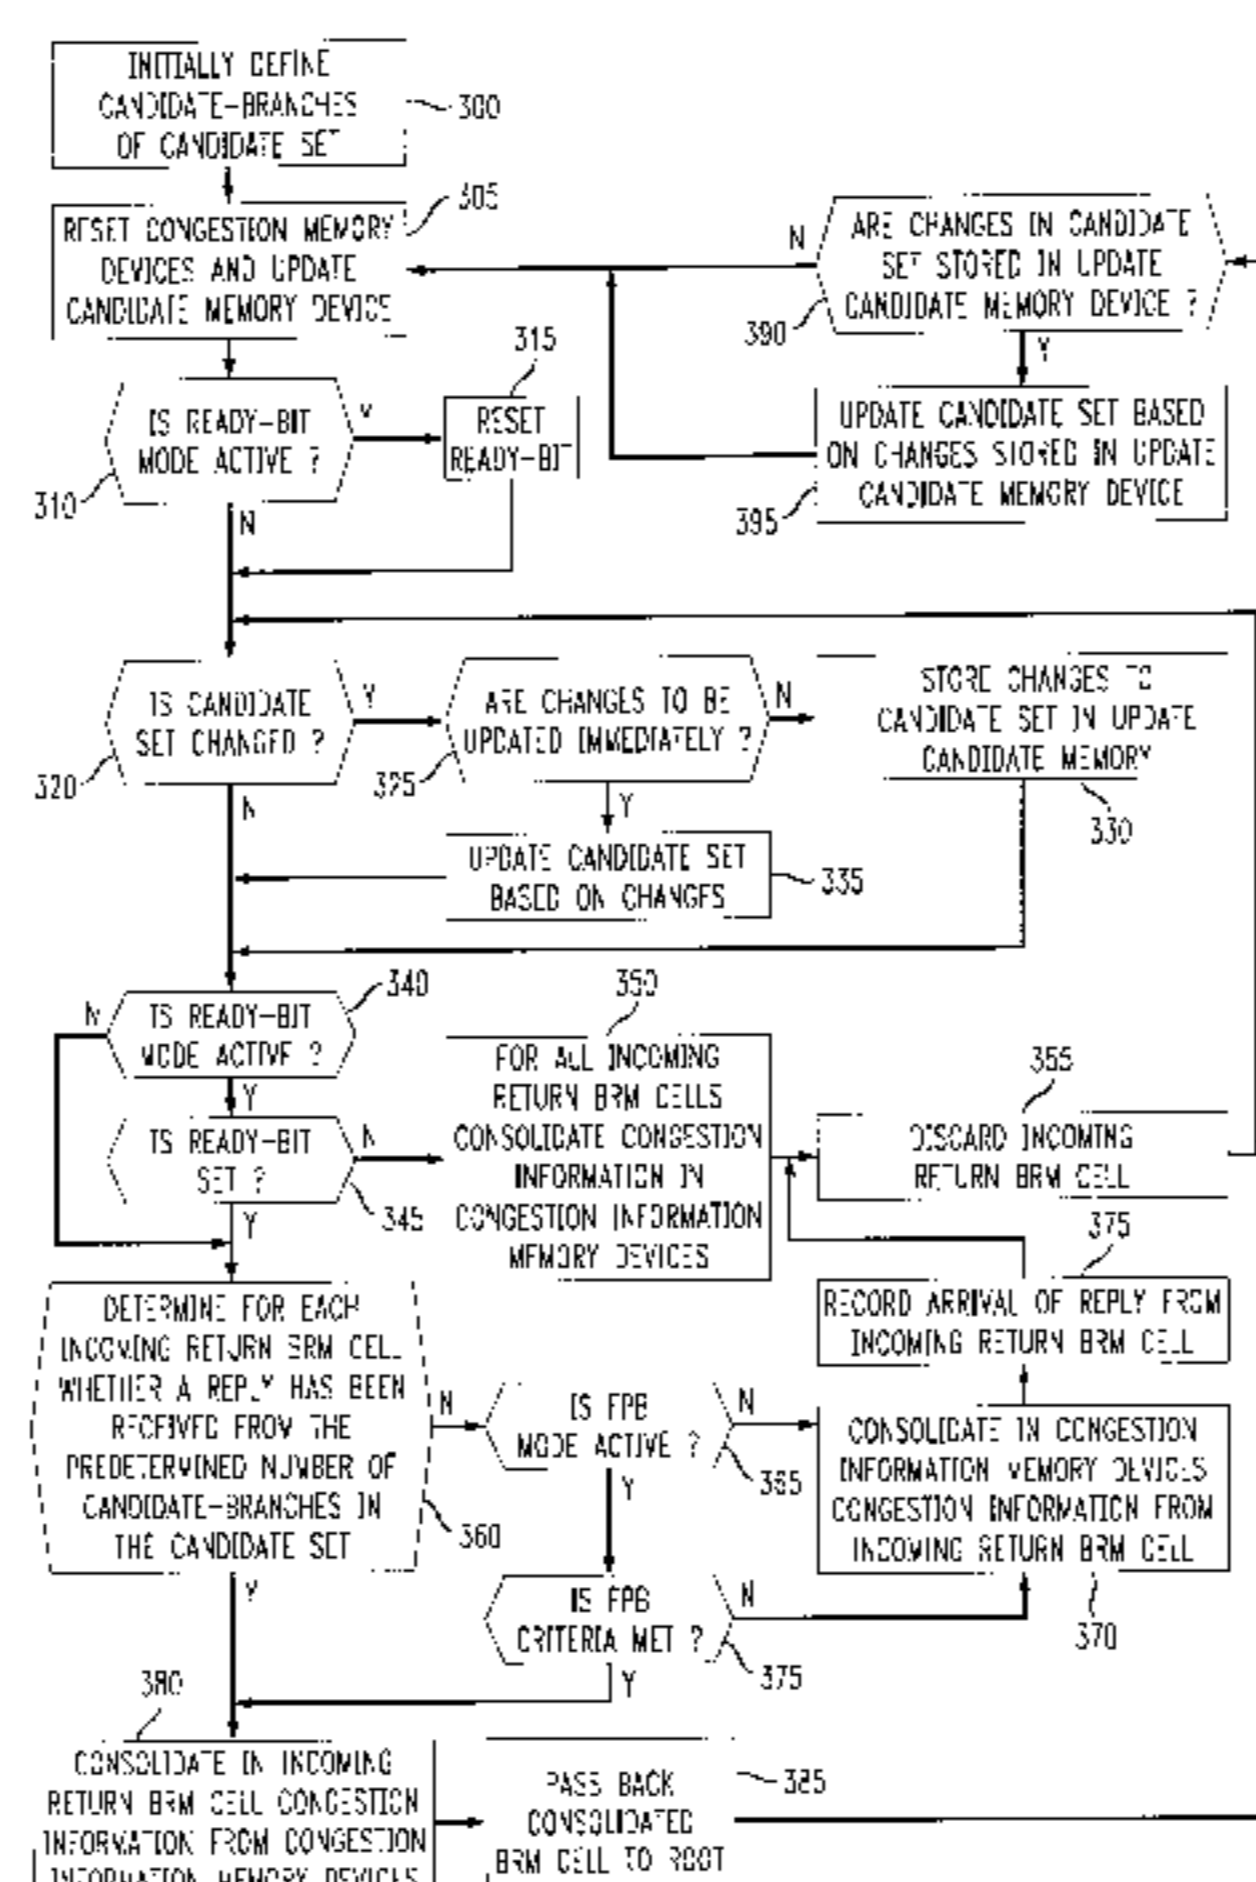 INITIALLY DEFINE
CANDIDATE-BRANCHES
OF CANDIDATE SET
300
305
RESET CONGESTION MEMORY
DEVICES AND UPDATE
CANDIDATE MEMORY DEVICE
N
ARE CHANGES IN CANDIDATE
SET STORED IN UPDATE
CANDIDATE MEMORY DEVICE ?
390
Y
315
IS READY-BIT
MODE ACTIVE ?
310
Y
RESET
READY-BIT
N
UPDATE CANDIDATE SET BASED
ON CHANGES STORED IN UPDATE
CANDIDATE MEMORY DEVICE
395
IS CANDIDATE
SET CHANGED ?
320
Y
N
ARE CHANGES TO BE
UPDATED IMMEDIATELY ?
325
N
Y
STORE CHANGES TO
CANDIDATE SET IN UPDATE
CANDIDATE MEMORY
330
UPDATE CANDIDATE SET
BASED ON CHANGES
335
340
N
IS READY-BIT
MODE ACTIVE ?
Y
IS READY-BIT
SET ?
N
345
Y
350
FOR ALL INCOMING
RETURN BRM CELLS
CONSOLIDATE CONGESTION
INFORMATION IN
CONGESTION INFORMATION
MEMORY DEVICES
355
DISCARD INCOMING
RETURN BRM CELL
375
RECORD ARRIVAL OF REPLY FROM
INCOMING RETURN BRM CELL
DETERMINE FOR EACH
INCOMING RETURN BRM CELL
WHETHER A REPLY HAS BEEN
RECEIVED FROM THE
PREDETERMINED NUMBER OF
CANDIDATE-BRANCHES IN
THE CANDIDATE SET
360
N
Y
IS FPB
MODE ACTIVE ?
N
365
Y
CONSOLIDATE IN CONGESTION
INFORMATION MEMORY DEVICES
CONGESTION INFORMATION FROM
INCOMING RETURN BRM CELL
370
IS FPB
CRITERIA MET ?
N
375
Y
380
CONSOLIDATE IN INCOMING
RETURN BRM CELL CONGESTION
INFORMATION FROM CONGESTION
INFORMATION MEMORY DEVICES
PASS BACK
CONSOLIDATED
BRM CELL TO ROOT
385